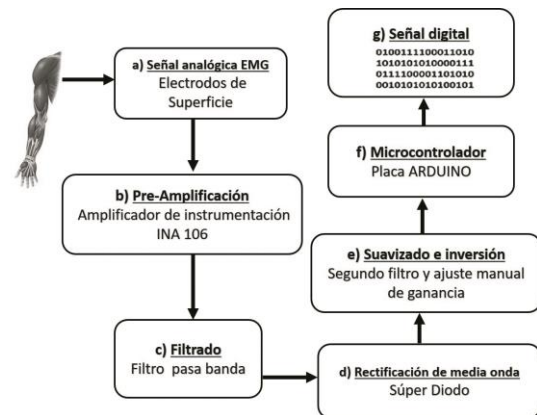 a) Señal analógica EMG
Electrodos de
Superficie
b) Pre-Amplificación
Amplificador de instrumentación
INA 106
c) Filtrado
Filtro pasa banda
d) Rectificación de media onda
Súper Diodo
e) Suavizado e inversión
Segundo filtro y ajuste manual
de ganancia
f) Microcontrolador
Placa ARDUINO
g) Señal digital
0100111100011010
1010101010000111
0111100001101010
0010101010100101